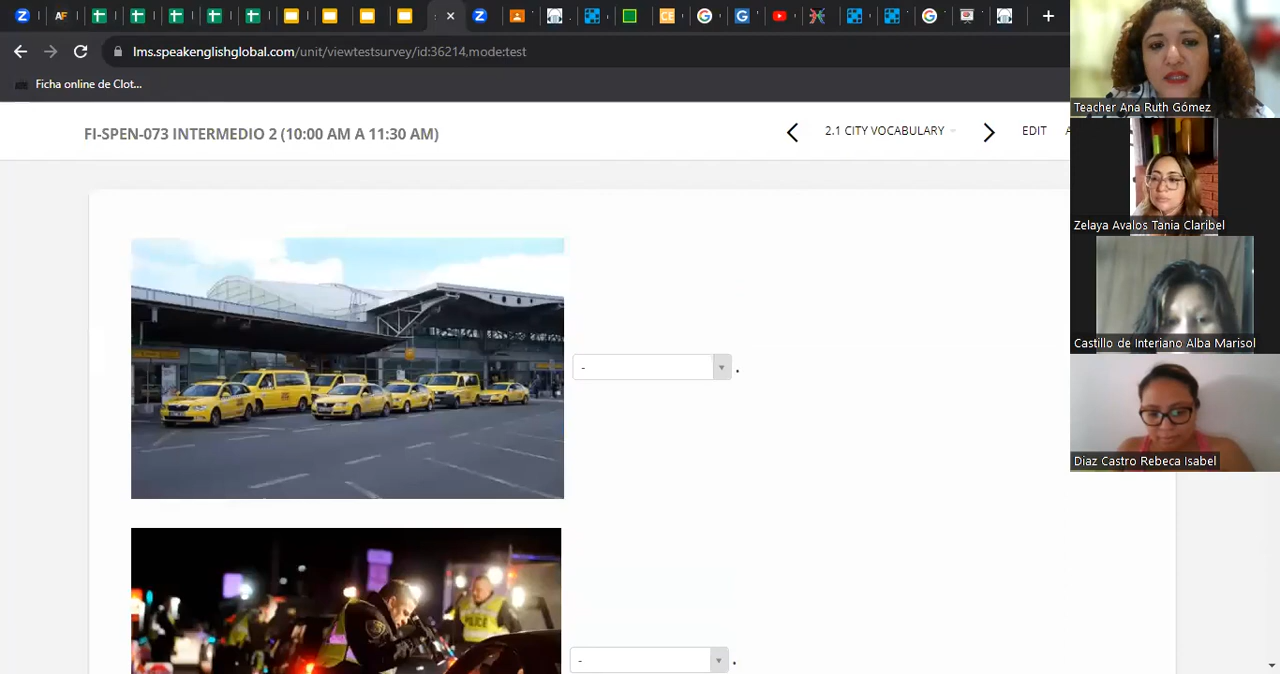 lms.speakenglishglobal.com/unit/viewtestsurvey/id:36214,mode:test
Ficha online de Clot...
FI-SPEN-073 INTERMEDIO 2 (10:00 AM A 11:30 AM)
2.1 CITY VOCABULARY
EDIT
Teacher Ana Ruth Gómez
Zelaya Avalos Tania Claribel
Castillo de Interiano Alba Marisol
Diaz Castro Rebeca Isabel
POLICE